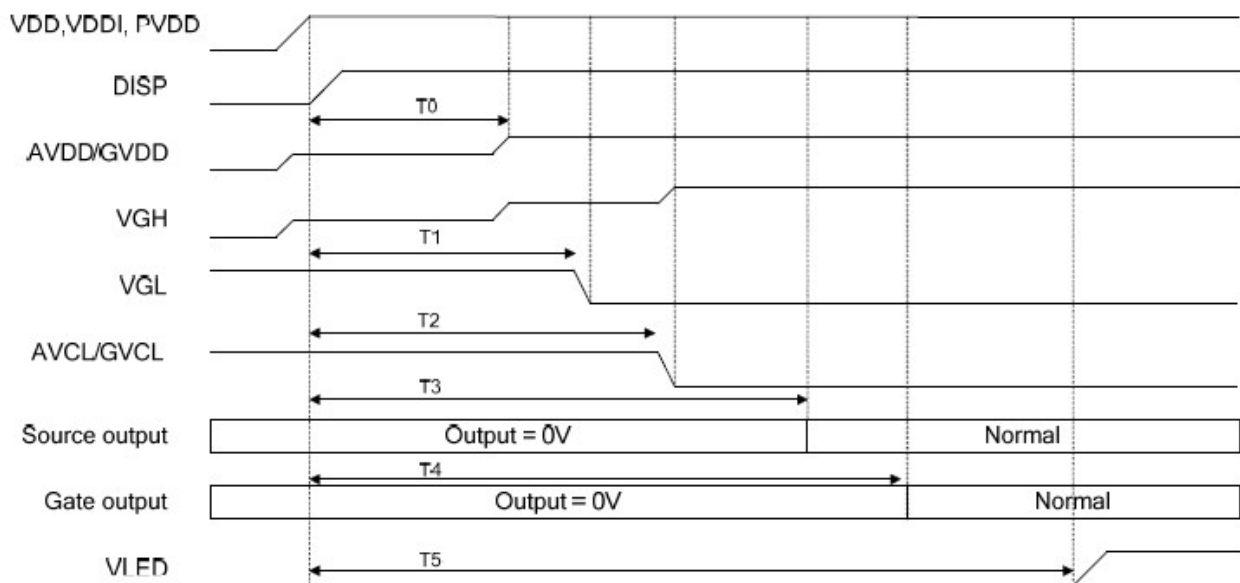 VDD,VDDI, PVDD
DISP
T0
AVDD/GVDD
VGH
T1
VGL
T2
AVCL/GVCL
T3
Source output
Output = 0V
Normal
T4
Gate output
Output = 0V
Normal
T5
VLED